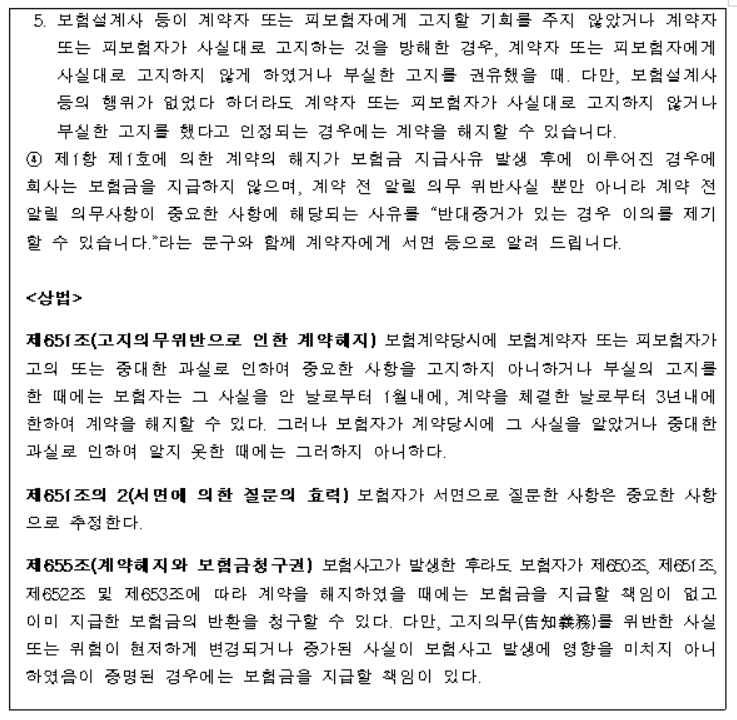 5. 보험설계사 등이 계약자 또는 피보험자에게 고지할 기회를 주지 않았거나 계약자
또는 피보험자가 사실대로 고지하는 것을 방해한 경우, 계약자 또는 피보험자에게
사실대로 고지하지 않게 하였거나 부실한 고지를 권유했을 때. 다만, 보험설계사
등의 행위가 없었다 하더라도 계약자 또는 피보험자가 사실대로 고지하지 않거나
부실한 고지를 했다고 인정되는 경우에는 계약을 해지할 수 있습니다.
④ 제1항 제1호에 의한 계약의 해지가 보험금 지급사유 발생 후에 이루어진 경우에
회사는 보험금을 지급하지 않으며, 계약 전 알릴 의무 위반사실 뿐만 아니라 계약 전
알릴 의무사항이 중요한 사항에 해당되는 사유를 “반대증거가 있는 경우 이의를 제기
할 수 있습니다.”라는 문구와 함께 계약자에게 서면 등으로 알려 드립니다.
<상법>
제651조(고지의무위반으로 인한 계약해지) 보험계약당시에 보험계약자 또는 피보험자가
고의 또는 중대한 과실로 인하여 중요한 사항을 고지하지 아니하거나 부실의 고지를
한 때에는 보험자는 그 사실을 안 날로부터 1월내에, 계약을 체결한 날로부터 3년내에
한하여 계약을 해지할 수 있다. 그러나 보험자가 계약당시에 그 사실을 알았거나 중대한
과실로 인하여 알지 못한 때에는 그러하지 아니하다.
제651조의 2(서면에 의한 질문의 효력) 보험자가 서면으로 질문한 사항은 중요한 사항
으로 추정한다.
제655조(계약해지와 보험금청구권) 보험사고가 발생한 후라도 보험자가 제650조, 제651조,
제652조 및 제653조에 따라 계약을 해지하였을 때에는 보험금을 지급할 책임이 없고
이미 지급한 보험금의 반환을 청구할 수 있다. 다만, 고지의무(告知義務)를 위반한 사실
또는 위험이 현저하게 변경되거나 증가된 사실이 보험사고 발생에 영향을 미치지 아니
하였음이 증명된 경우에는 보험금을 지급할 책임이 있다.